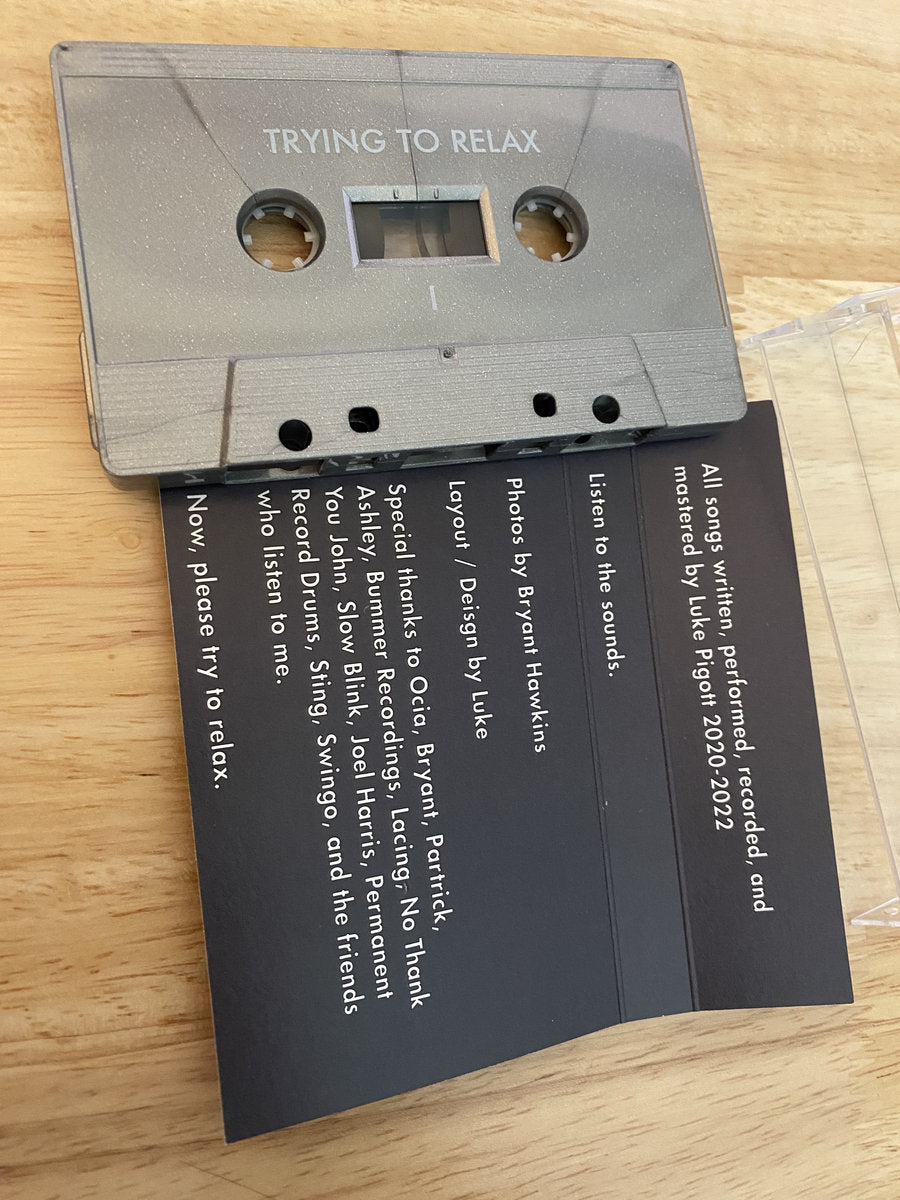 TRYING TO RELAX
I
All songs written, performed, recorded, and
mastered by Luke Pigott 2020-2022
Listen to the sounds.
Photos by Bryant Hawkins
Layout / Deisgn by Luke
Special thanks to Ocia, Bryant, Partrick,
Ashley, Bummer Recordings, Lacing, No Thank
You John, Slow Blink, Joel Harris, Permanent
Record Drums, Sting, Swingo, and the friends
who listen to me.
Now, please try to relax.